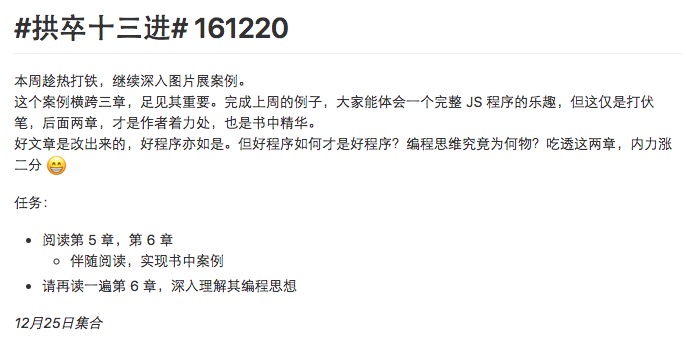 #拱卒十三进# 161220
本周趁热打铁，继续深入图片展案例。
这个案例横跨三章，足见其重要。完成上周的例子，大家能体会一个完整 JS 程序的乐趣，但这仅是打伏
笔，后面两章，才是作者着力处，也是书中精华。
好文章是改出来的，好程序亦如是。但好程序如何才是好程序？编程思维究竟为何物？吃透这两章，内力涨
二分 😁
任务：
• 阅读第 5 章，第 6 章
◦ 伴随阅读，实现书中案例
• 请再读一遍第 6 章，深入理解其编程思想
12月25日集合